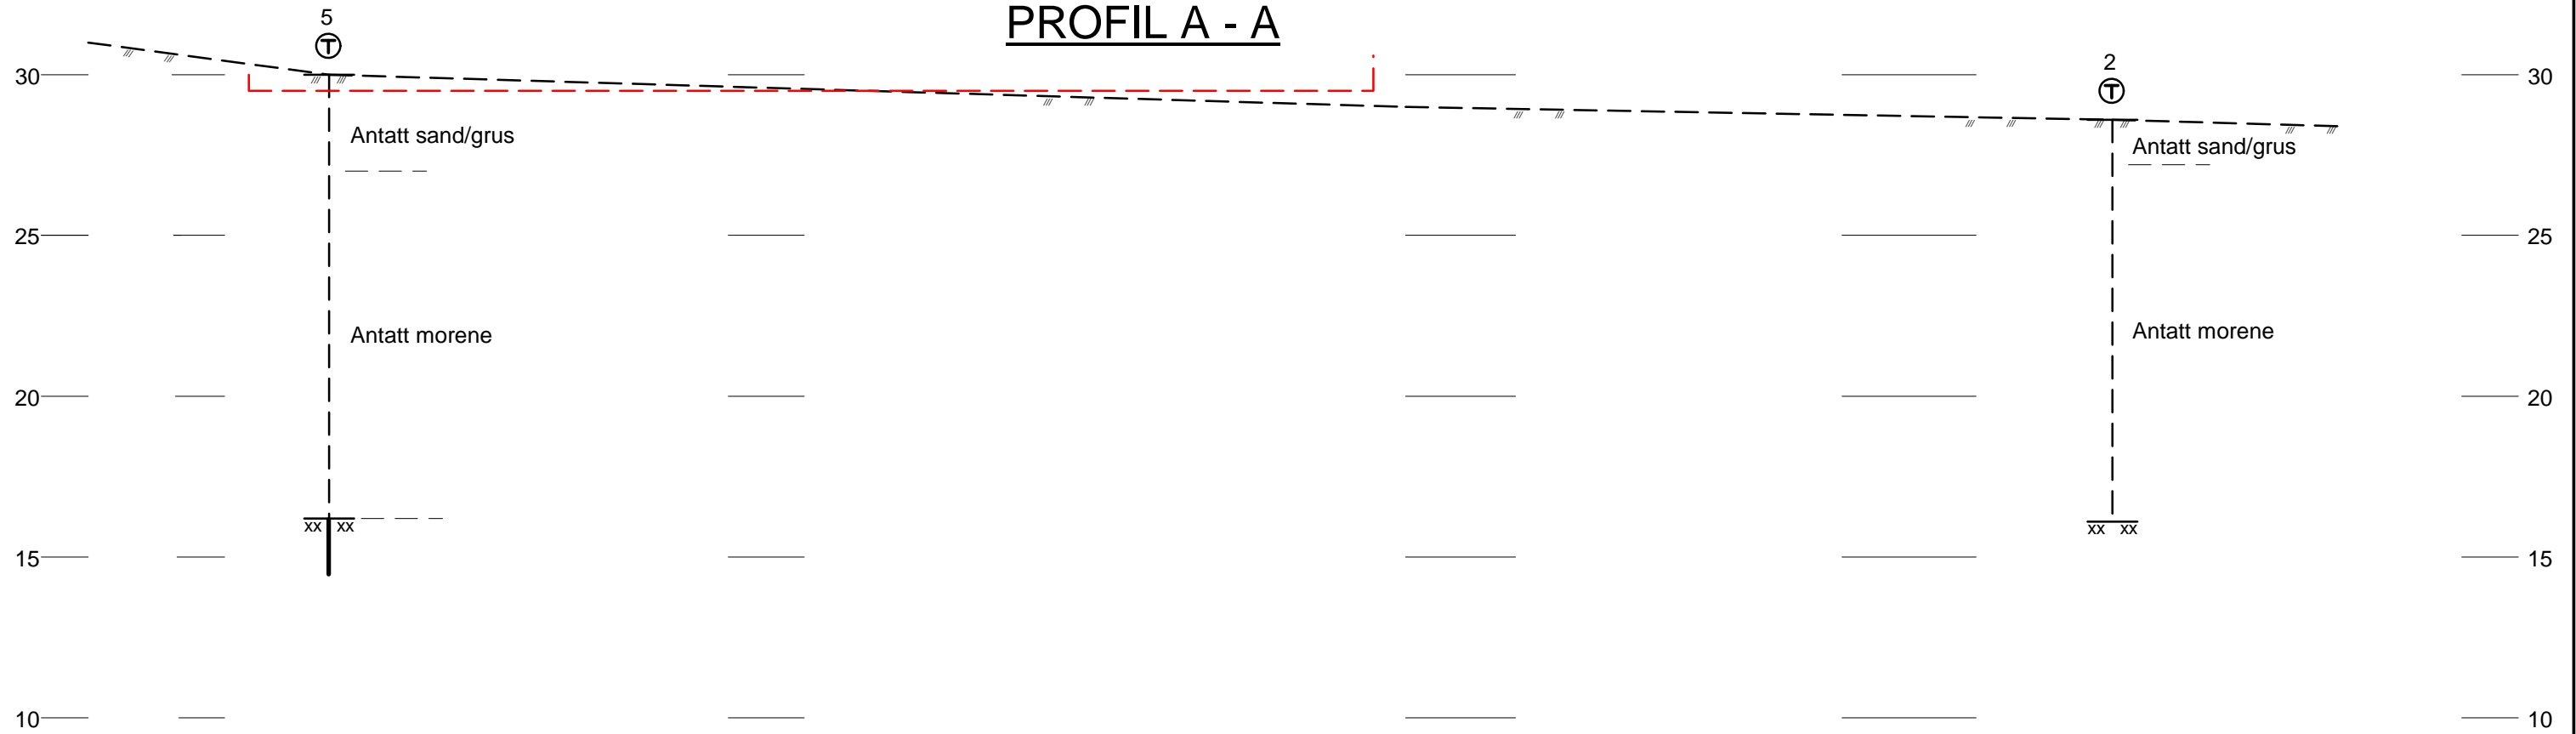 PROFIL A - A
5
T
2
T
30
30
Antatt sand/grus
Antatt sand/grus
25
25
Antatt morene
Antatt morene
20
20
xx xx
xx xx
15
15
10
10